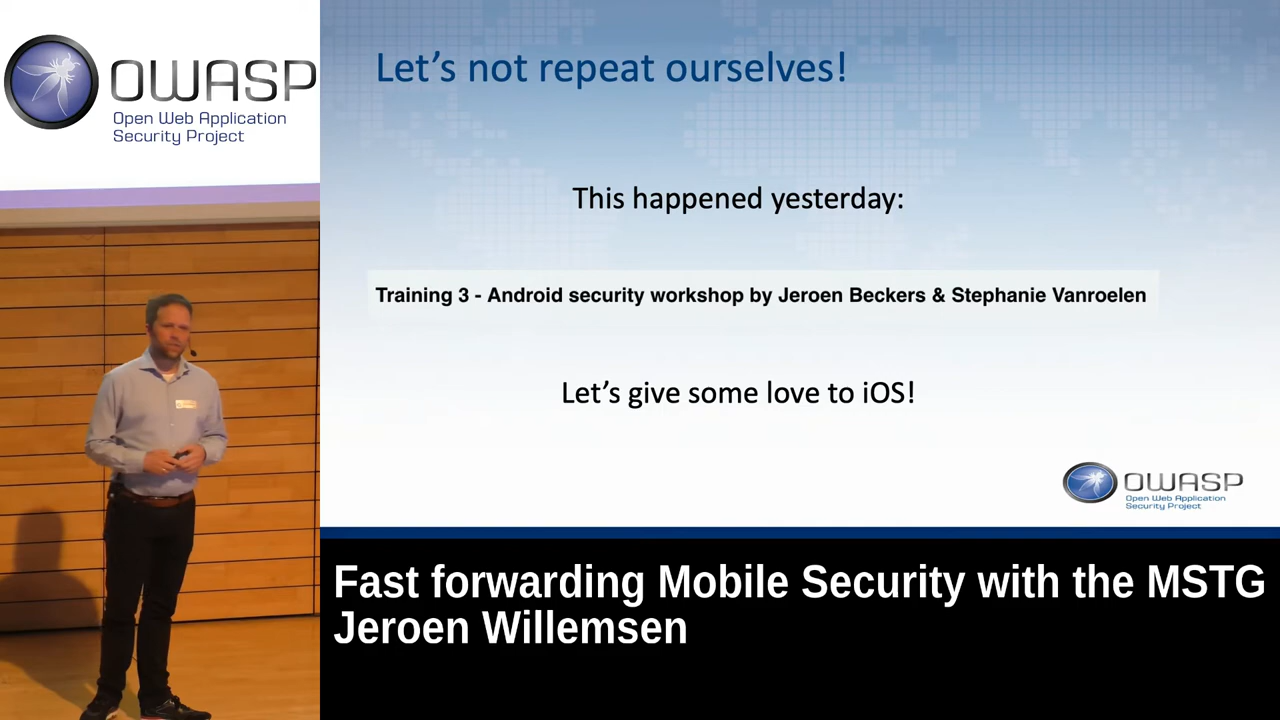 OWASP
Open Web Application
Security Project
Let's not repeat ourselves!
This happened yesterday:
Training 3 - Android security workshop by Jeroen Beckers & Stephanie Vanroelen
Let's give some love to iOS!
OWASP
Open Web Application
Security Project
Fast forwarding Mobile Security with the MSTG
Jeroen Willemsen